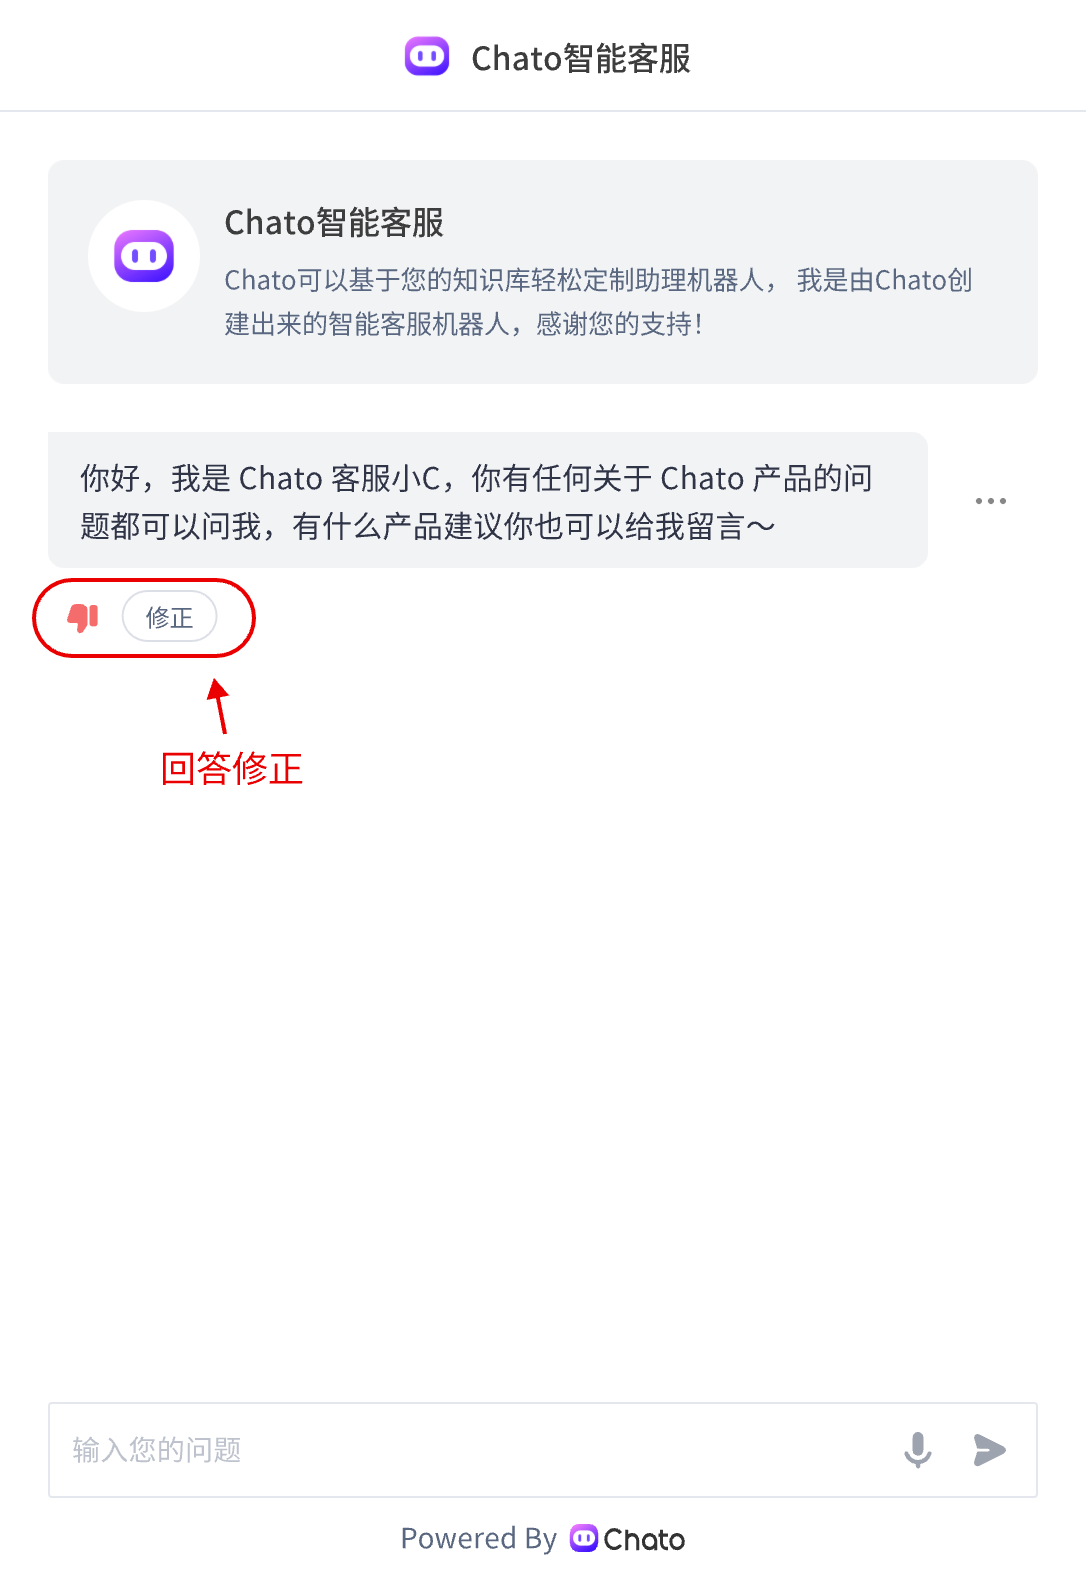 Chato智能客服
Chato智能客服
Chato可以基于您的知识库轻松定制助理机器人， 我是由Chato创
建出来的智能客服机器人，感谢您的支持！
你好，我是 Chato 客服小C，你有任何关于 Chato 产品的问
题都可以问我，有什么产品建议你也可以给我留言～
修正
回答修正
输入您的问题
Powered By Chato